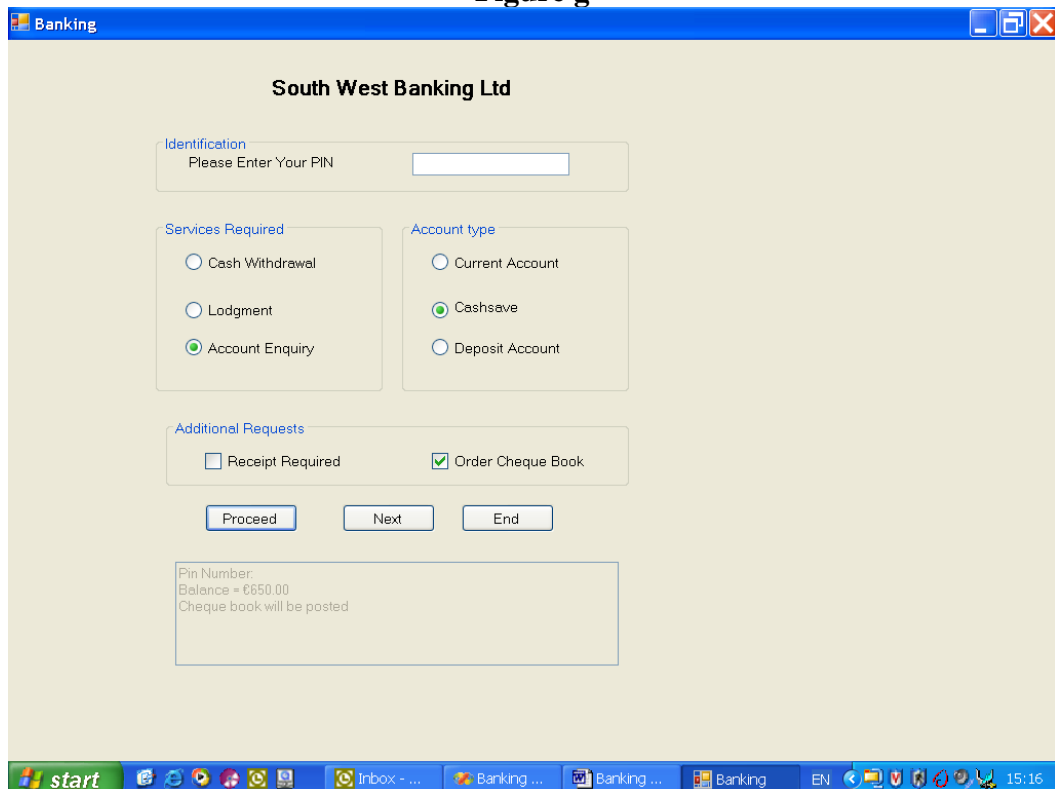 Banking
South West Banking Ltd
Identification
Please Enter Your PIN
Services Required
Account type
Cash Withdrawal
Current Account
Lodgment
Cashsave
Account Enquiry
Deposit Account
Additional Requests
Receipt Required
Order Cheque Book
Proceed
Next
End
Pin Number:
Balance = €650.00
Cheque book will be posted
start
Inbox - ...
Banking ...
Banking ...
Banking
EN
15:16